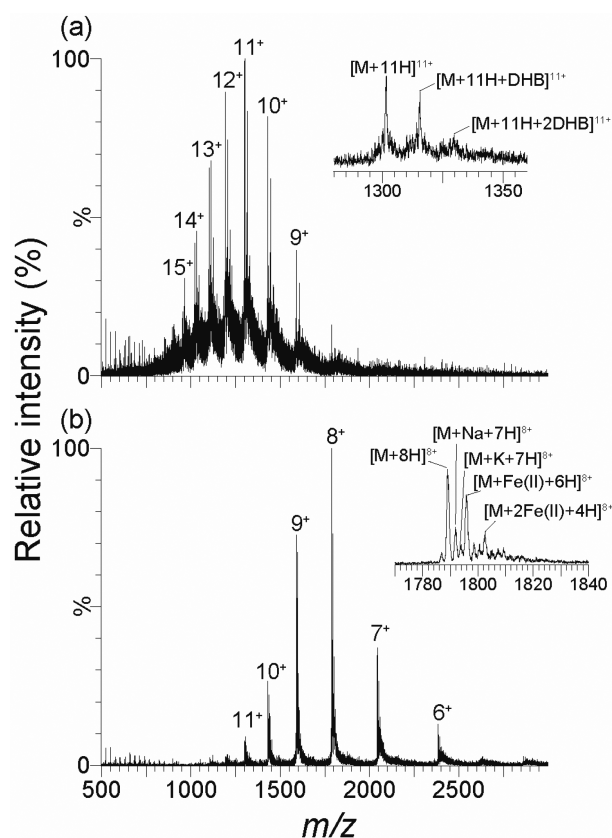 (a)
Relative intensity (%)
100
%
0
15⁺
14⁺
13⁺
12⁺
11⁺
10⁺
9⁺
[M+11H]¹¹⁺
[M+11H+DHB]¹¹⁺
[M+11H+2DHB]¹¹⁺
1300 1350
(b)
100
%
0
11⁺
10⁺
9⁺
8⁺
7⁺
6⁺
[M+Na+7H]⁸⁺
[M+8H]⁸⁺
[M+K+7H]⁸⁺
[M+Fe(II)+6H]⁸⁺
[M+2Fe(II)+4H]⁸⁺
1780 1800 1820 1840
500 1000 1500 2000 2500
m/z